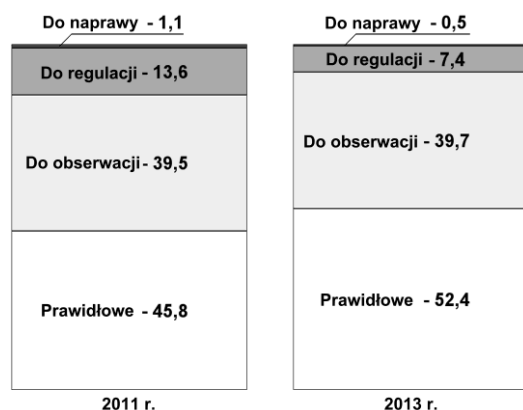 Do naprawy - 1,1
Do regulacji - 13,6
Do obserwacji - 39,5
Prawidłowe - 45,8
2011 r.
Do naprawy - 0,5
Do regulacji - 7,4
Do obserwacji - 39,7
Prawidłowe - 52,4
2013 r.